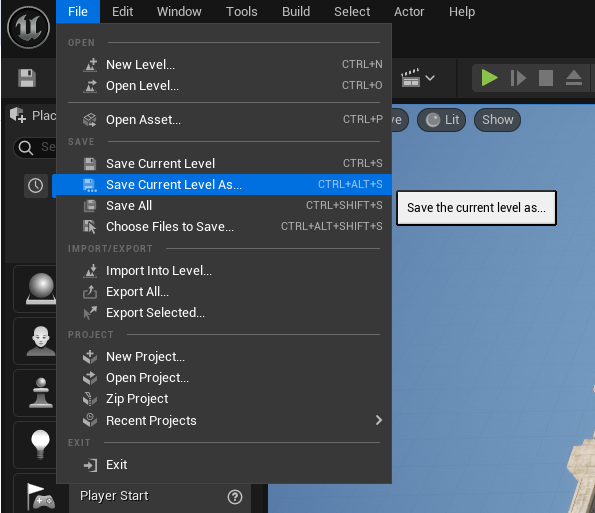 File Edit Window Tools Build Select Actor Help
OPEN
New Level... CTRL+N
Open Level... CTRL+O
Open Asset... CTRL+P
SAVE
Save Current Level CTRL+S
Save Current Level As... CTRL+ALT+S
Save All CTRL+SHIFT+S
Choose Files to Save... CTRL+ALT+SHIFT+S
IMPORT/EXPORT
Import Into Level...
Export All...
Export Selected...
PROJECT
New Project...
Open Project...
Zip Project
Recent Projects
EXIT
Exit
Plac
Se
Player Start
ve Lit Show
Save the current level as...